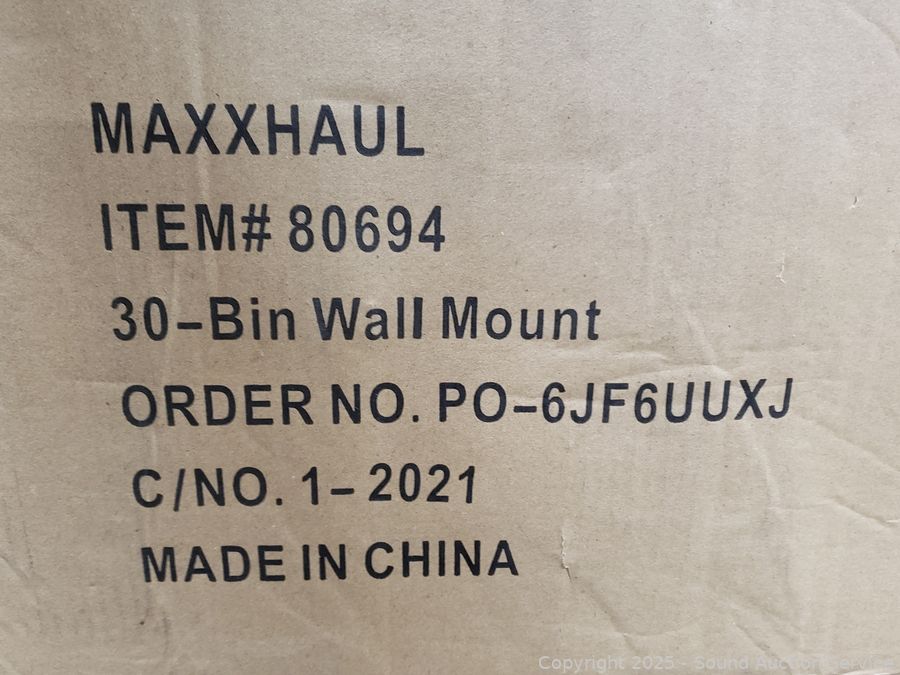 MAXXHAUL
ITEM# 80694
30-Bin Wall Mount
ORDER NO. PO-6JF6UUXJ
C/NO. 1- 2021
MADE IN CHINA
Copyright 2025 - Sound Auction Service